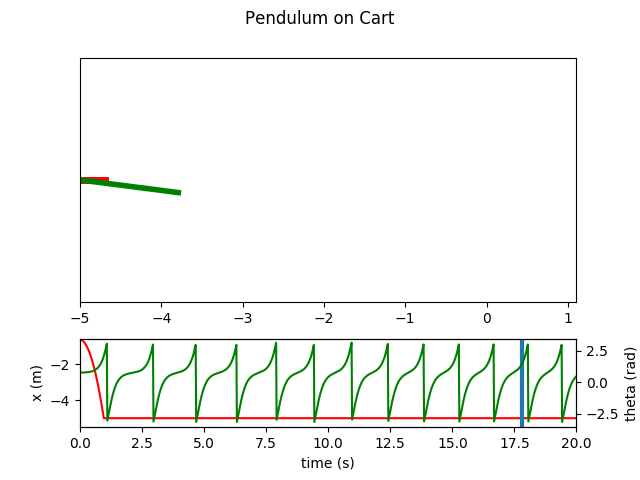 Pendulum on Cart
−5 −4 −3 −2 −1 0 1
x (m)
−2
−4
2.5
0.0
−2.5
theta (rad)
0.0 2.5 5.0 7.5 10.0 12.5 15.0 17.5 20.0
time (s)